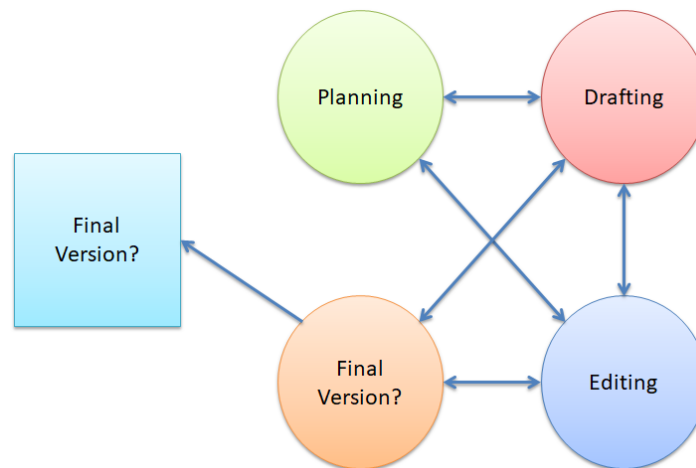 Planning
Drafting
Final
Version?
Final
Version?
Editing